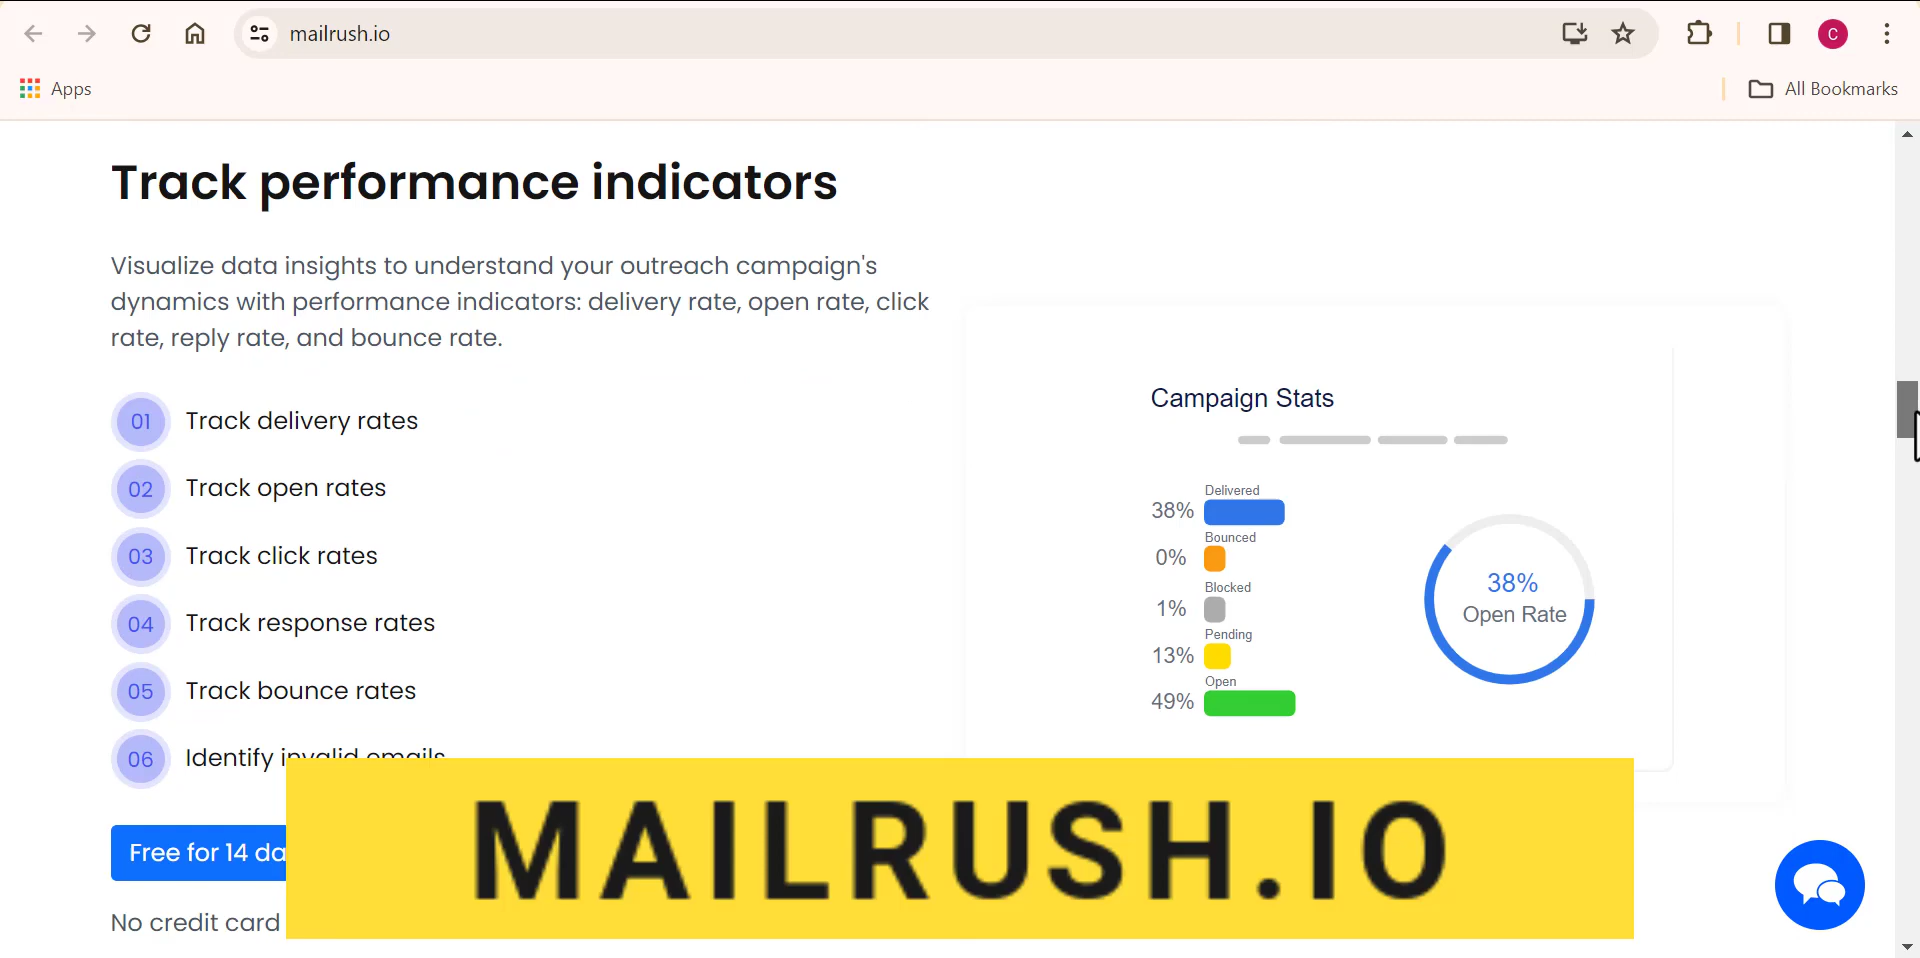 mailrush.io
Apps
All Bookmarks
Track performance indicators
Visualize data insights to understand your outreach campaign's
dynamics with performance indicators: delivery rate, open rate, click
rate, reply rate, and bounce rate.
01 Track delivery rates
02 Track open rates
03 Track click rates
04 Track response rates
05 Track bounce rates
06 Identify invalid emails
Free for 14 da
No credit card
Campaign Stats
Delivered
38%
Bounced
0%
Blocked
1%
Pending
13%
Open
49%
38%
Open Rate
MAILRUSH.IO
C